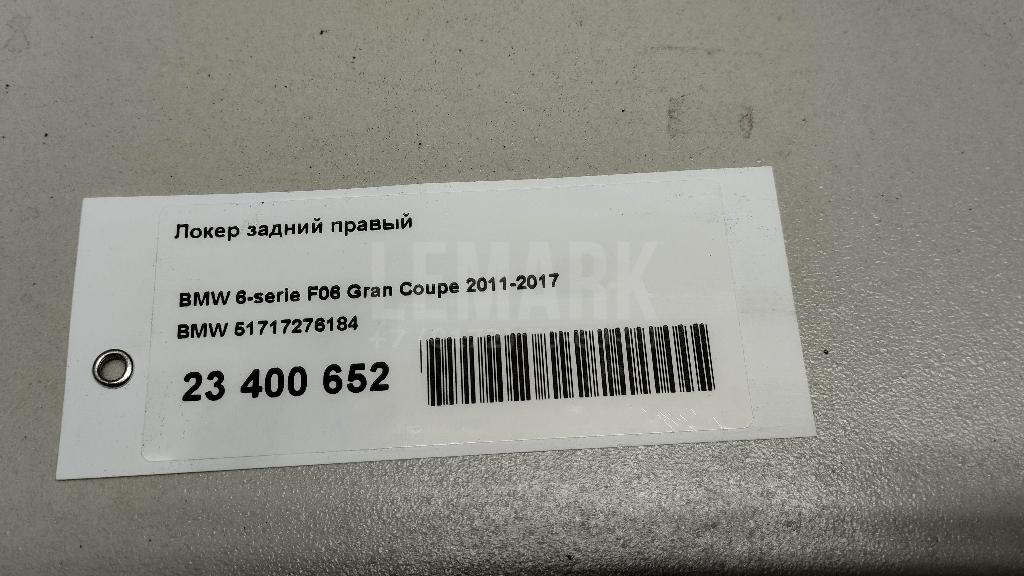 Локер задний правый
LEMARK
BMW 6-serie F06 Gran Coupe 2011-2017
BMW 51717276184
23 400 652